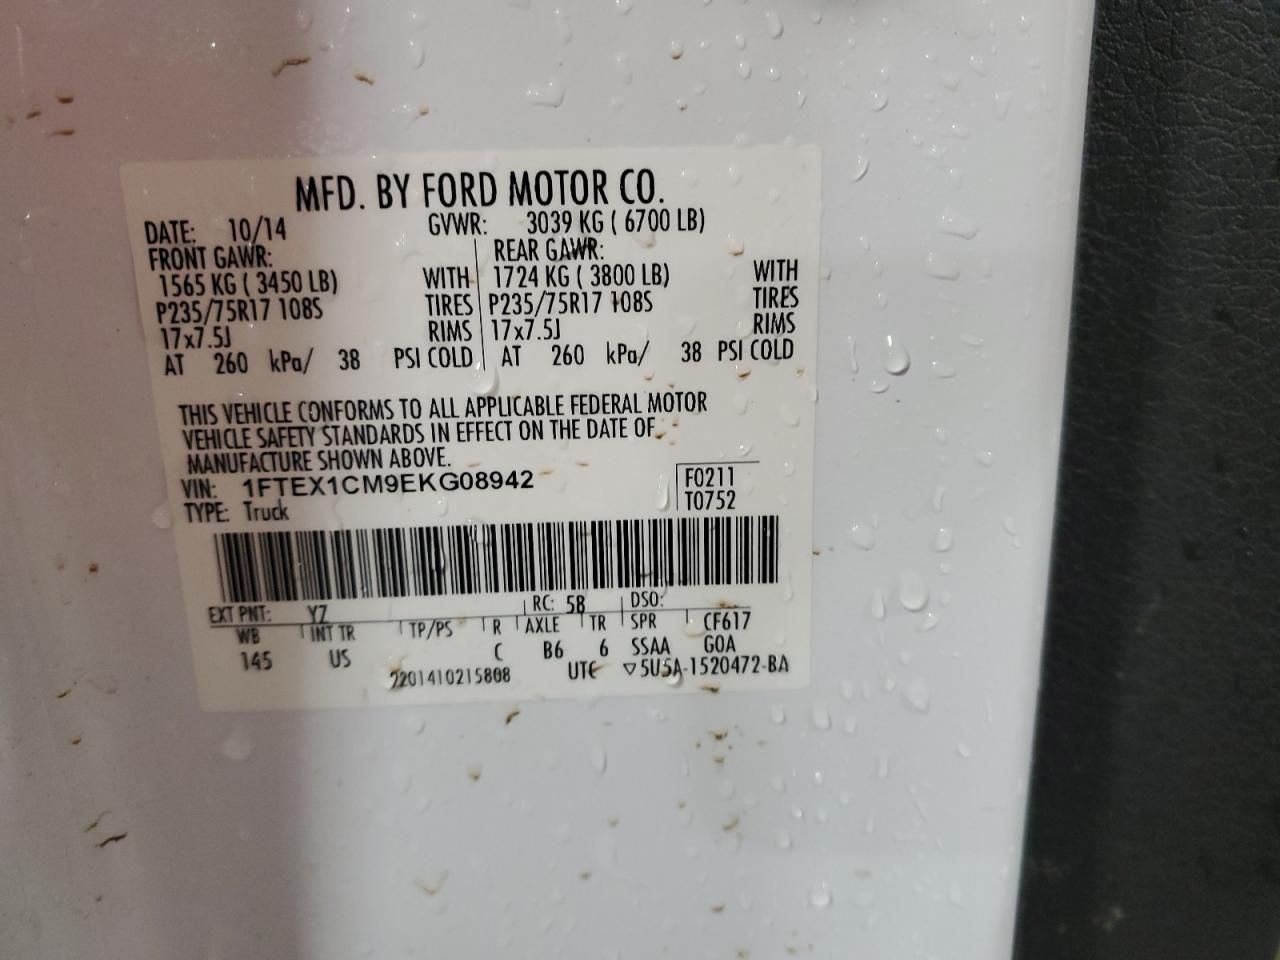 MFD. BY FORD MOTOR CO.
DATE: 10/14 GVWR: 3039 KG ( 6700 LB)
FRONT GAWR: REAR GAWR:
1565 KG ( 3450 LB) WITH 1724 KG ( 3800 LB) WITH
P235/75R17 108S TIRES P235/75R17 108S TIRES
17x7.5J RIMS 17x7.5J RIMS
AT 260 kPa/ 38 PSI COLD AT 260 kPa/ 38 PSI COLD
THIS VEHICLE CONFORMS TO ALL APPLICABLE FEDERAL MOTOR
VEHICLE SAFETY STANDARDS IN EFFECT ON THE DATE OF
MANUFACTURE SHOWN ABOVE.
VIN: 1FTEX1CM9EKG08942 F0211
TYPE: Truck T0752
EXT PNT: YZ RC: 58 DSO:
WB INT TR TP/PS R AXLE TR SPR CF617
145 US C B6 6 SSAA GOA
2201410215808 UTC ▽5U5A-1520472-BA